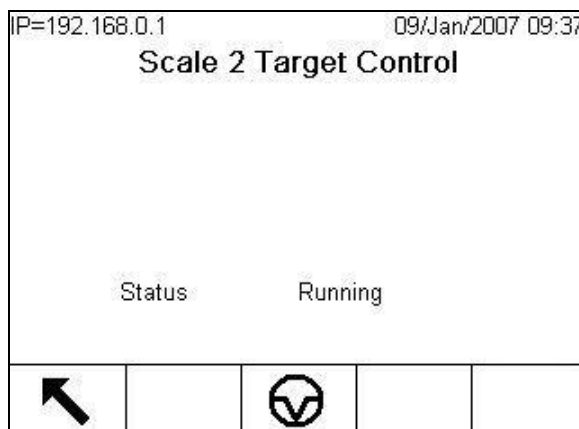 IP=192.168.0.1 09/Jan/2007 09:37
Scale 2 Target Control
Status Running